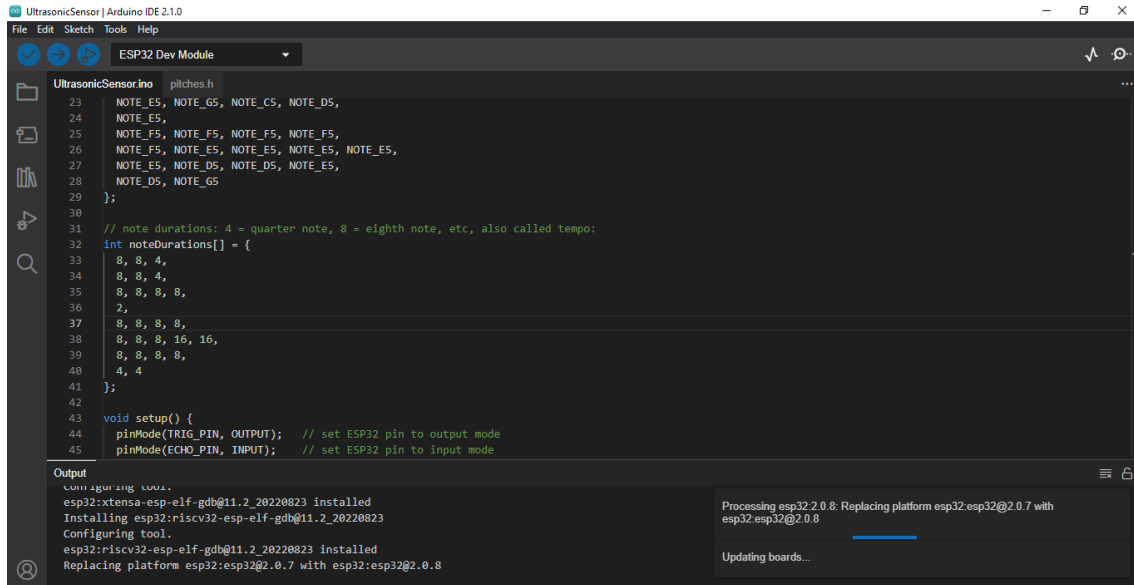 UltrasonicSensor | Arduino IDE 2.1.0
File Edit Sketch Tools Help
ESP32 Dev Module
UltrasonicSensor.ino pitches.h
23 NOTE_E5, NOTE_G5, NOTE_C5, NOTE_D5,
24 NOTE_E5,
25 NOTE_F5, NOTE_F5, NOTE_F5, NOTE_F5,
26 NOTE_F5, NOTE_E5, NOTE_E5, NOTE_E5, NOTE_E5,
27 NOTE_E5, NOTE_D5, NOTE_D5, NOTE_E5,
28 NOTE_D5, NOTE_G5
29 };
30
31 // note durations: 4 = quarter note, 8 = eighth note, etc, also called tempo:
32 int noteDurations[] = {
33 8, 8, 4,
34 8, 8, 4,
35 8, 8, 8, 8,
36 2,
37 8, 8, 8, 8,
38 8, 8, 8, 16, 16,
39 8, 8, 8, 8,
40 4, 4
41 };
42
43 void setup() {
44 pinMode(TRIG_PIN, OUTPUT); // set ESP32 pin to output mode
45 pinMode(ECHO_PIN, INPUT); // set ESP32 pin to input mode
Output
Configuring tool.
esp32:xtensa-esp-elf-gdb@11.2_20220823 installed
Installing esp32:riscv32-esp-elf-gdb@11.2_20220823
Configuring tool.
esp32:riscv32-esp-elf-gdb@11.2_20220823 installed
Replacing platform esp32:esp32@2.0.7 with esp32:esp32@2.0.8
Processing esp32:2.0.8: Replacing platform esp32:esp32@2.0.7 with
esp32:esp32@2.0.8
Updating boards...